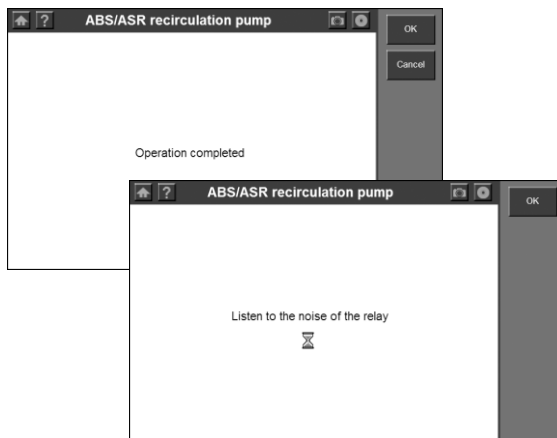 ABS/ASR recirculation pump
OK
Cancel
Operation completed
ABS/ASR recirculation pump
OK
Listen to the noise of the relay